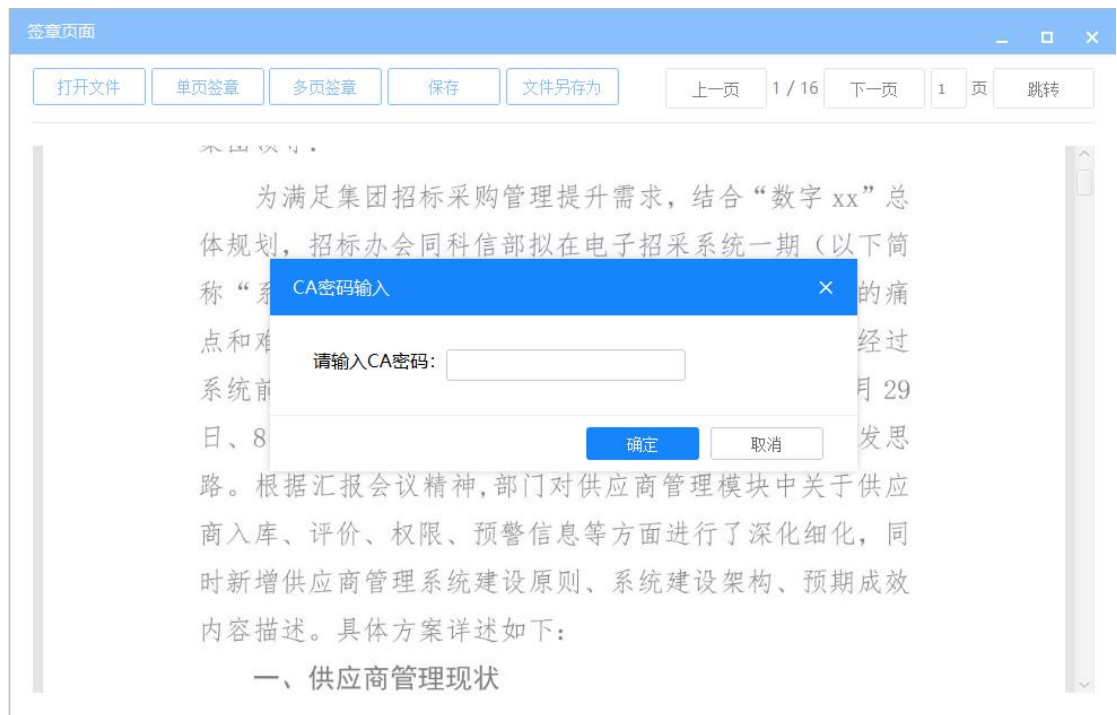 签章页面
打开文件 单页签章 多页签章 保存 文件另存为 上一页 1 / 16 下一页 1 页 跳转
为满足集团招标采购管理提升需求，结合“数字 xx”总
体规划，招标办会同科信部拟在电子招采系统一期（以下简
称“系 的痛
CA密码输入
点和难 经过
请输入CA密码：
系统前 月 29
日、8 发思
确定 取消
路。根据汇报会议精神,部门对供应商管理模块中关于供应
商入库、评价、权限、预警信息等方面进行了深化细化，同
时新增供应商管理系统建设原则、系统建设架构、预期成效
内容描述。具体方案详述如下：
一、供应商管理现状